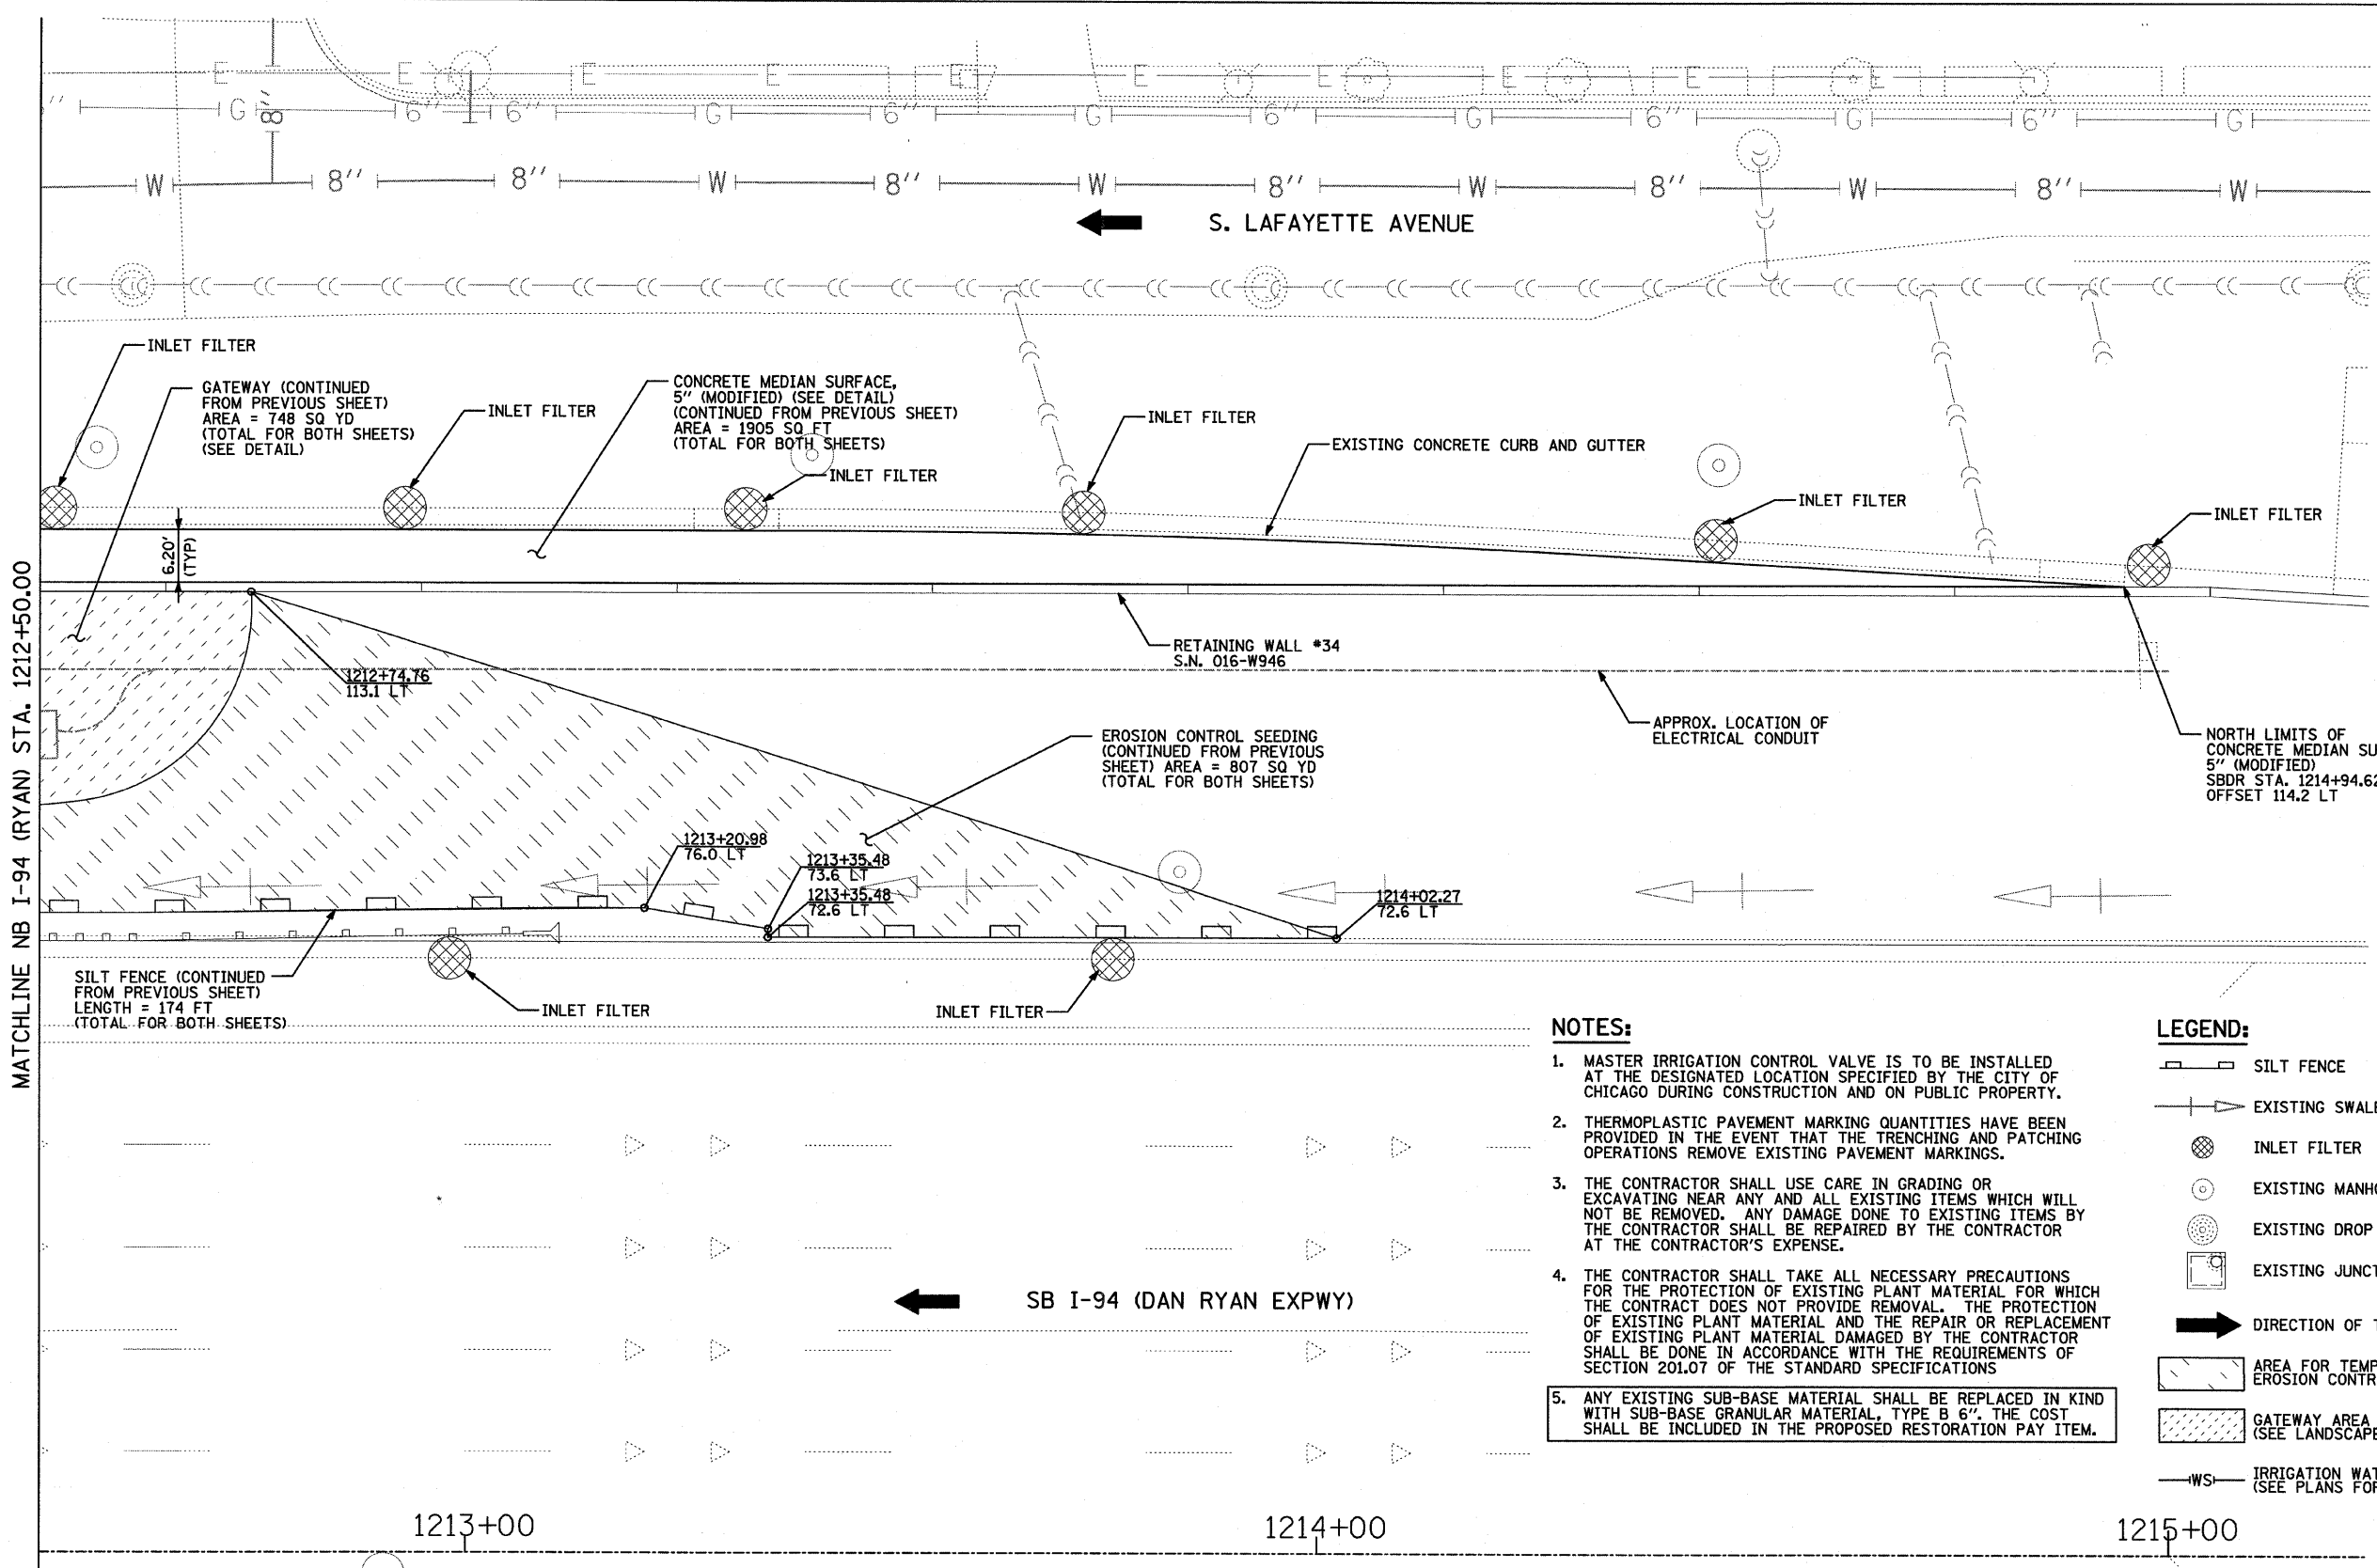 E E E E E E E E E E
G 6'' 6'' G 6'' G 6'' G 6'' G 6'' G
8''
W 8'' 8'' W 8'' W 8'' W 8'' W 8'' W
S. LAFAYETTE AVENUE
INLET FILTER
GATEWAY (CONTINUED
FROM PREVIOUS SHEET)
AREA = 748 SQ YD
(TOTAL FOR BOTH SHEETS)
(SEE DETAIL)
INLET FILTER
CONCRETE MEDIAN SURFACE,
5" (MODIFIED) (SEE DETAIL)
(CONTINUED FROM PREVIOUS SHEET)
AREA = 1905 SQ FT
(TOTAL FOR BOTH SHEETS)
INLET FILTER
INLET FILTER
EXISTING CONCRETE CURB AND GUTTER
INLET FILTER
INLET FILTER
6.20'
(TYP)
MATCHLINE NB I-94 (RYAN) STA. 1212+50.00
RETAINING WALL #34
S.N. 016-W946
1212+74.76
113.1 LT
APPROX. LOCATION OF
ELECTRICAL CONDUIT
EROSION CONTROL SEEDING
(CONTINUED FROM PREVIOUS
SHEET) AREA = 807 SQ YD
(TOTAL FOR BOTH SHEETS)
NORTH LIMITS OF
CONCRETE MEDIAN SU
5" (MODIFIED)
SBDR STA. 1214+94.62
OFFSET 114.2 LT
1213+20.98
76.0 LT
1213+35.48
73.6 LT
1213+35.48
72.6 LT
1214+02.27
72.6 LT
SILT FENCE (CONTINUED
FROM PREVIOUS SHEET)
LENGTH = 174 FT
(TOTAL FOR BOTH SHEETS)
INLET FILTER
INLET FILTER
NOTES:
1. MASTER IRRIGATION CONTROL VALVE IS TO BE INSTALLED
AT THE DESIGNATED LOCATION SPECIFIED BY THE CITY OF
CHICAGO DURING CONSTRUCTION AND ON PUBLIC PROPERTY.
2. THERMOPLASTIC PAVEMENT MARKING QUANTITIES HAVE BEEN
PROVIDED IN THE EVENT THAT THE TRENCHING AND PATCHING
OPERATIONS REMOVE EXISTING PAVEMENT MARKINGS.
3. THE CONTRACTOR SHALL USE CARE IN GRADING OR
EXCAVATING NEAR ANY AND ALL EXISTING ITEMS WHICH WILL
NOT BE REMOVED. ANY DAMAGE DONE TO EXISTING ITEMS BY
THE CONTRACTOR SHALL BE REPAIRED BY THE CONTRACTOR
AT THE CONTRACTOR'S EXPENSE.
4. THE CONTRACTOR SHALL TAKE ALL NECESSARY PRECAUTIONS
FOR THE PROTECTION OF EXISTING PLANT MATERIAL FOR WHICH
THE CONTRACT DOES NOT PROVIDE REMOVAL. THE PROTECTION
OF EXISTING PLANT MATERIAL AND THE REPAIR OR REPLACEMENT
OF EXISTING PLANT MATERIAL DAMAGED BY THE CONTRACTOR
SHALL BE DONE IN ACCORDANCE WITH THE REQUIREMENTS OF
SECTION 201.07 OF THE STANDARD SPECIFICATIONS
5. ANY EXISTING SUB-BASE MATERIAL SHALL BE REPLACED IN KIND
WITH SUB-BASE GRANULAR MATERIAL, TYPE B 6". THE COST
SHALL BE INCLUDED IN THE PROPOSED RESTORATION PAY ITEM.
LEGEND:
SILT FENCE
EXISTING SWALE
INLET FILTER
EXISTING MANHO
EXISTING DROP
EXISTING JUNCT
DIRECTION OF T
AREA FOR TEMP
EROSION CONTR
GATEWAY AREA
(SEE LANDSCAPE
WS IRRIGATION WAT
(SEE PLANS FOR
SB I-94 (DAN RYAN EXPWY)
1213+00
1214+00
1215+00